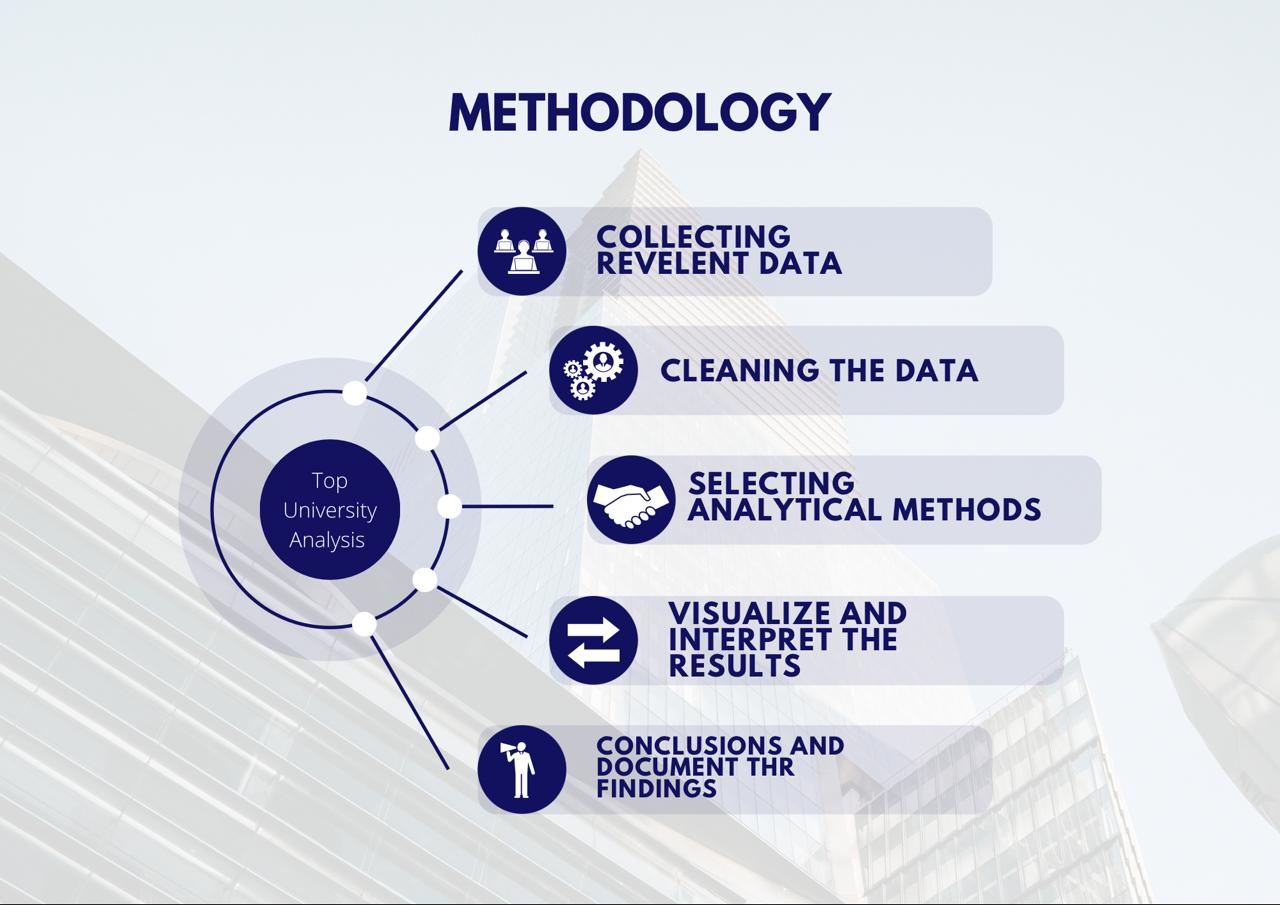 METHODOLOGY
COLLECTING
REVELENT DATA
CLEANING THE DATA
Top
University
Analysis
SELECTING
ANALYTICAL METHODS
VISUALIZE AND
INTERPRET THE
RESULTS
CONCLUSIONS AND
DOCUMENT THR
FINDINGS